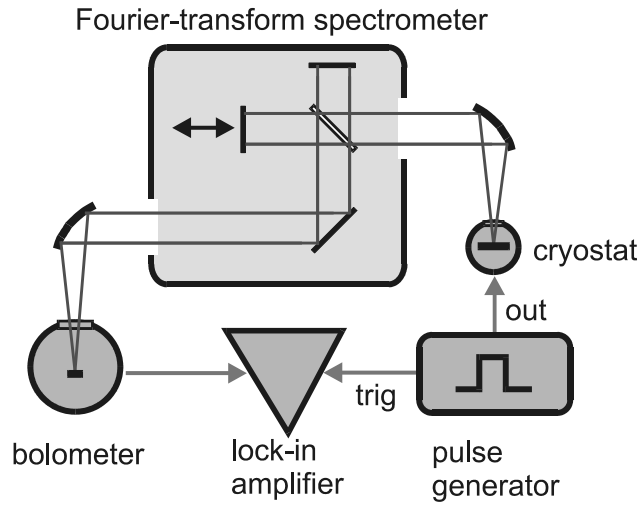 Fourier-transform spectrometer
cryostat
out
trig
bolometer
lock-in
amplifier
pulse
generator